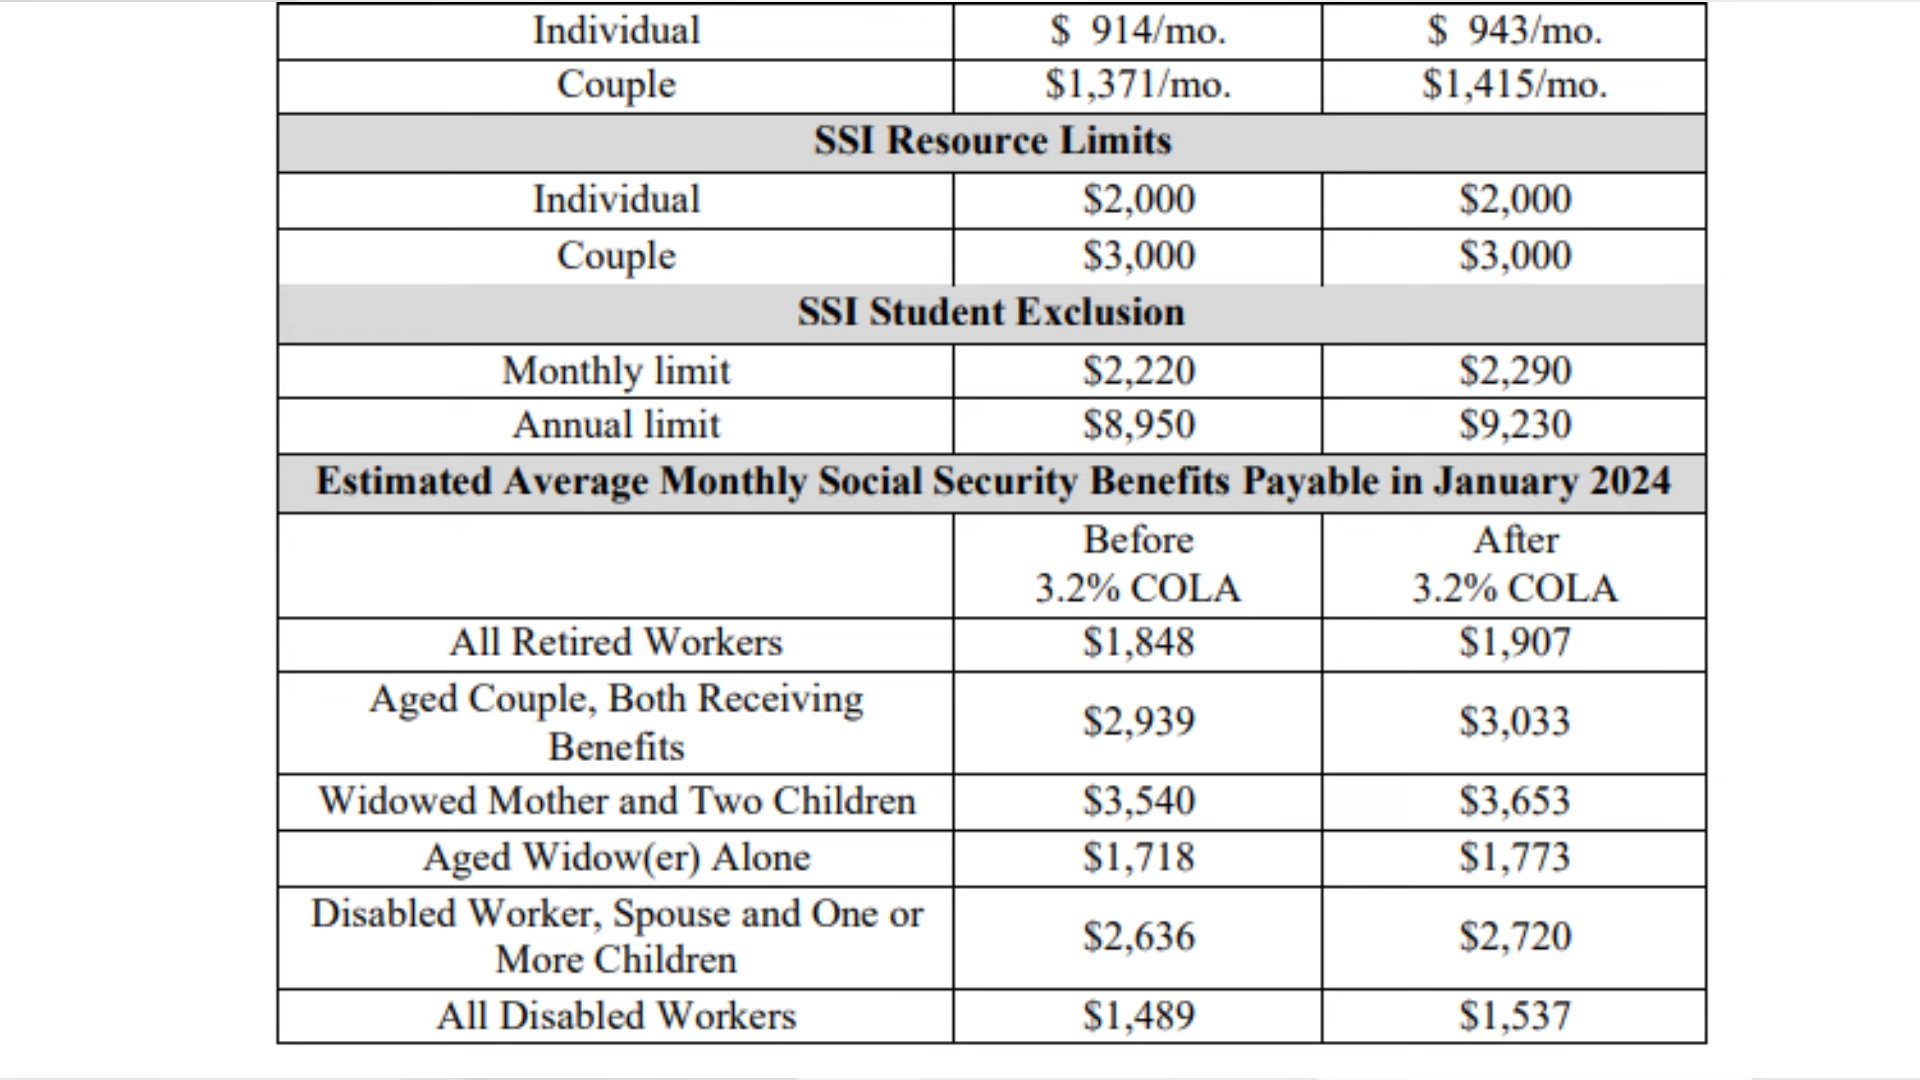 Individual $ 914/mo. $ 943/mo.
Couple $1,371/mo. $1,415/mo.
SSI Resource Limits
Individual $2,000 $2,000
Couple $3,000 $3,000
SSI Student Exclusion
Monthly limit $2,220 $2,290
Annual limit $8,950 $9,230
Estimated Average Monthly Social Security Benefits Payable in January 2024
Before After
3.2% COLA 3.2% COLA
All Retired Workers $1,848 $1,907
Aged Couple, Both Receiving
Benefits $2,939 $3,033
Widowed Mother and Two Children $3,540 $3,653
Aged Widow(er) Alone $1,718 $1,773
Disabled Worker, Spouse and One or
More Children $2,636 $2,720
All Disabled Workers $1,489 $1,537